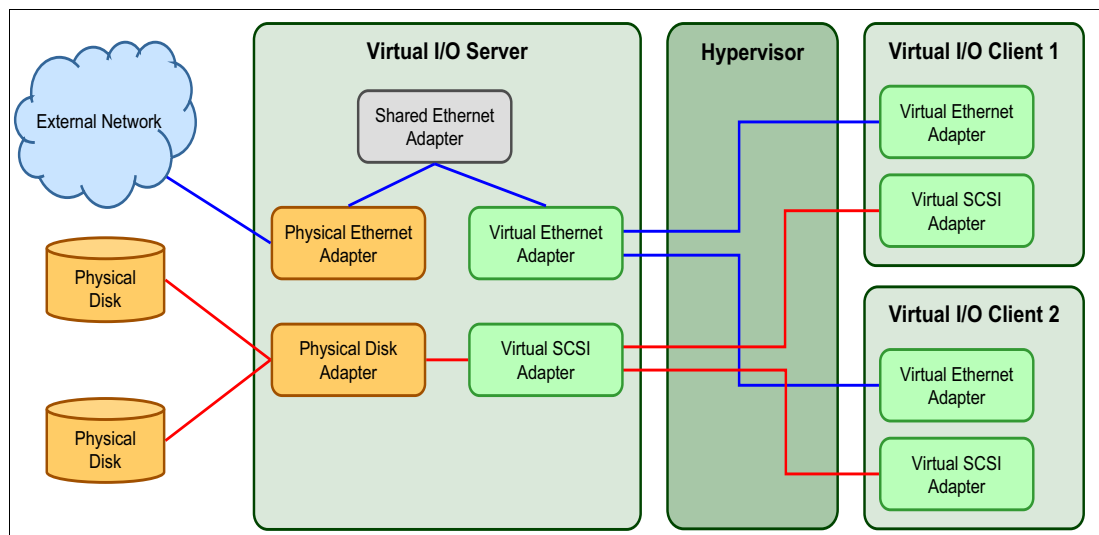 External Network
Physical
Disk
Physical
Disk
Virtual I/O Server
Shared Ethernet
Adapter
Physical Ethernet
Adapter
Virtual Ethernet
Adapter
Physical Disk
Adapter
Virtual SCSI
Adapter
Hypervisor
Virtual I/O Client 1
Virtual Ethernet
Adapter
Virtual SCSI
Adapter
Virtual I/O Client 2
Virtual Ethernet
Adapter
Virtual SCSI
Adapter